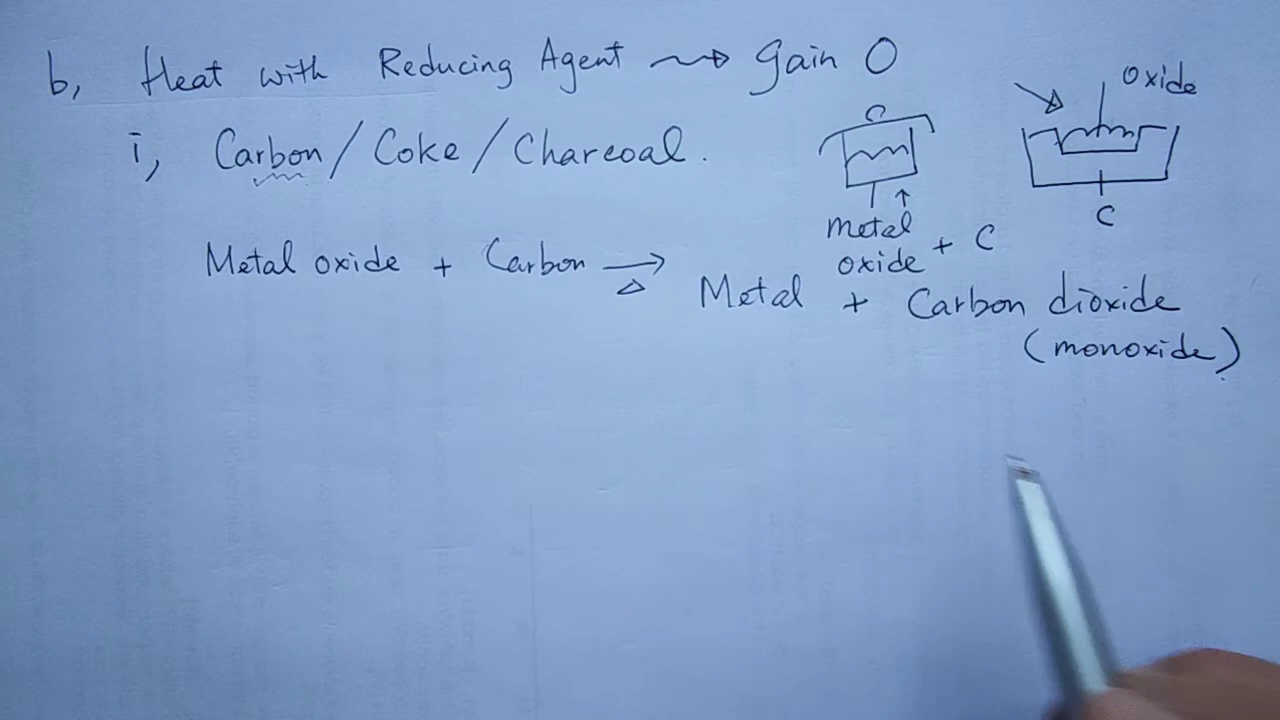 b, Heat with Reducing Agent ⇝ gain O
i, Carbon / Coke / Charcoal.
C
metal
oxide + C
oxide
C
Metal oxide + Carbon →
Δ
Metal + Carbon dioxide
(monoxide)